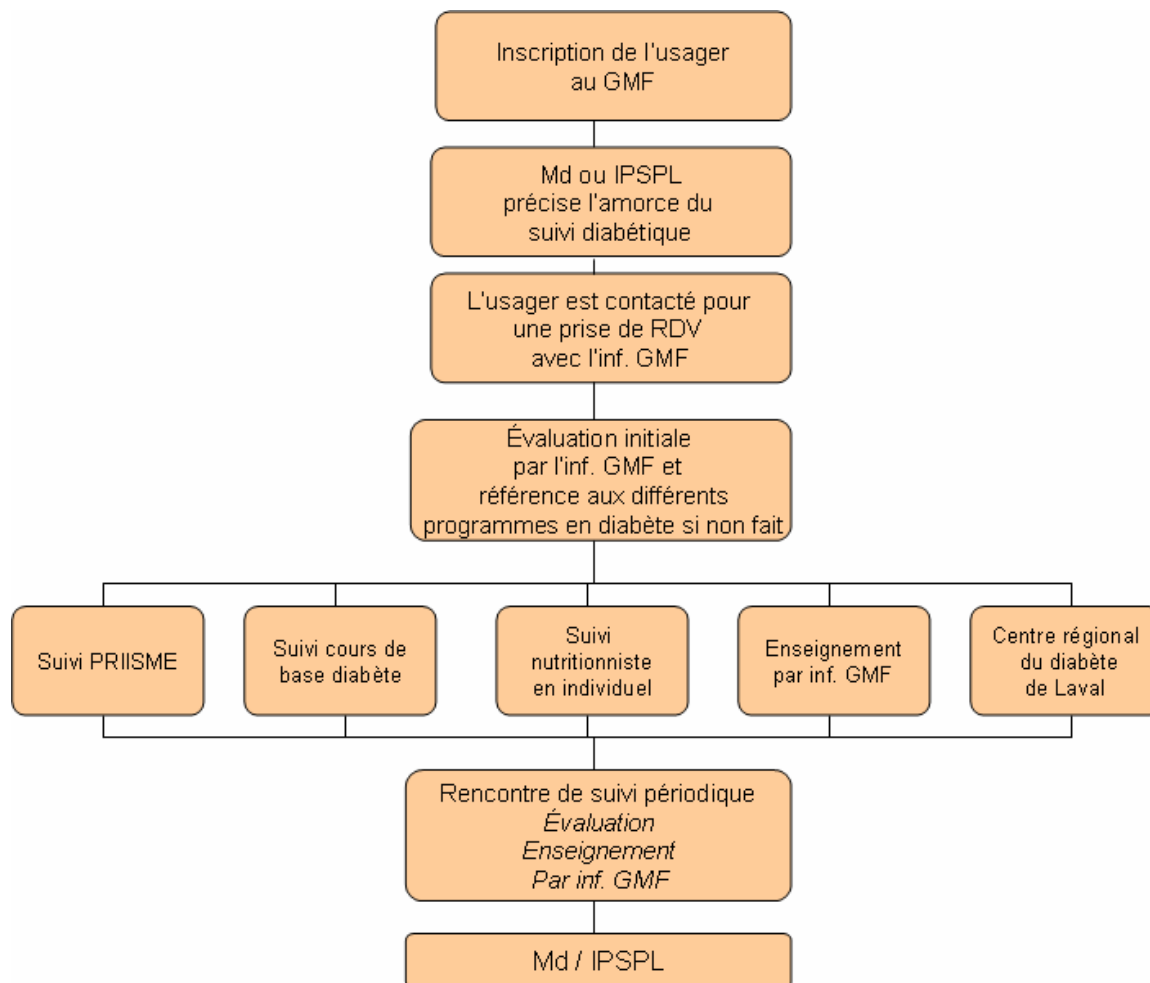 Inscription de l'usager
au GMF
Md ou IPSPL
précise l'amorce du
suivi diabétique
L'usager est contacté pour
une prise de RDV
avec l'inf. GMF
Évaluation initiale
par l'inf. GMF et
référence aux différents
programmes en diabète si non fait
Suivi PRIISME
Suivi cours de
base diabète
Suivi
nutritionniste
en individuel
Enseignement
par inf. GMF
Centre régional
du diabète
de Laval
Rencontre de suivi périodique
Évaluation
Enseignement
Par inf. GMF
Md / IPSPL